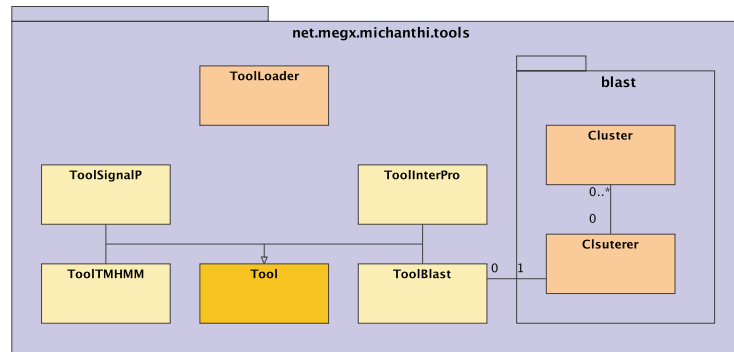 net.megx.michanthi.tools
ToolLoader
blast
Cluster
ToolSignalP
ToolInterPro
0..*
0
Clsuterer
ToolTMHMM
Tool
ToolBlast
0
1